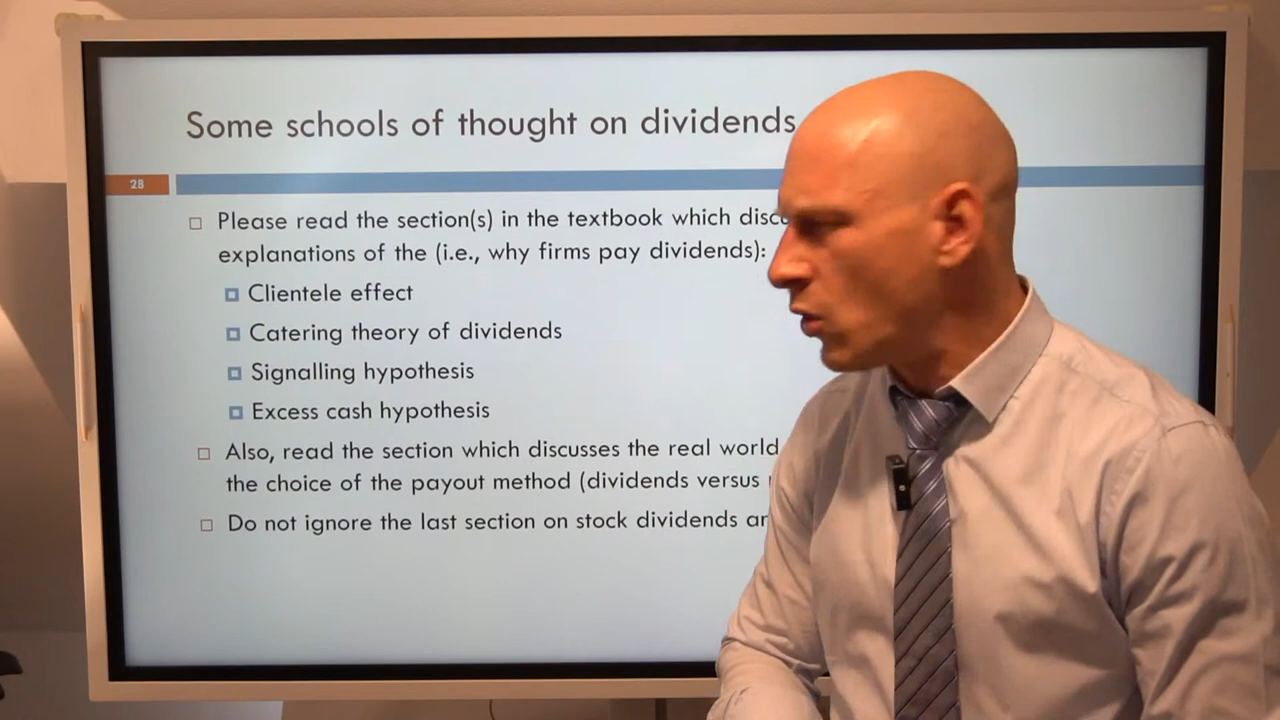 Some schools of thought on dividends
28
Please read the section(s) in the textbook which
explanations of the (i.e., why firms pay dividends):
Clientele effect
Catering theory of dividends
Signalling hypothesis
Excess cash hypothesis
Also, read the section which discusses the real world
the choice of the payout method (dividends versus
Do not ignore the last section on stock dividends